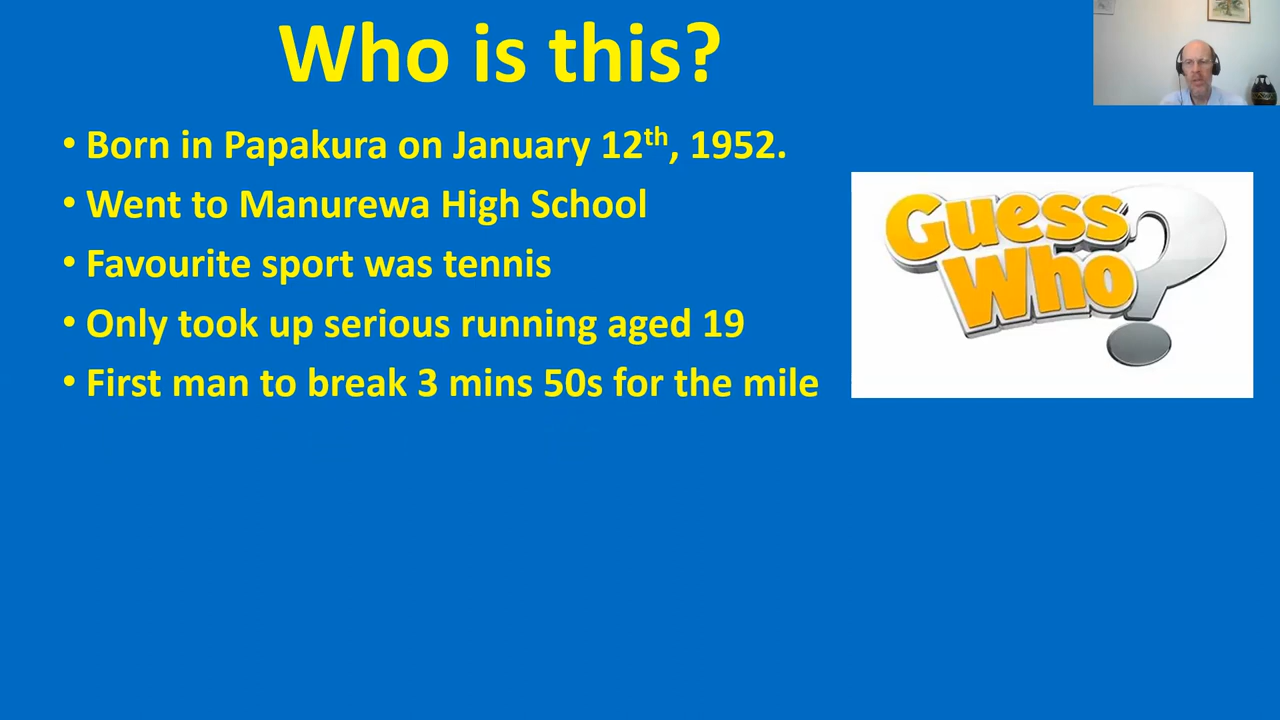 Who is this?
• Born in Papakura on January 12th, 1952.
• Went to Manurewa High School
• Favourite sport was tennis
• Only took up serious running aged 19
• First man to break 3 mins 50s for the mile
Guess
Who?